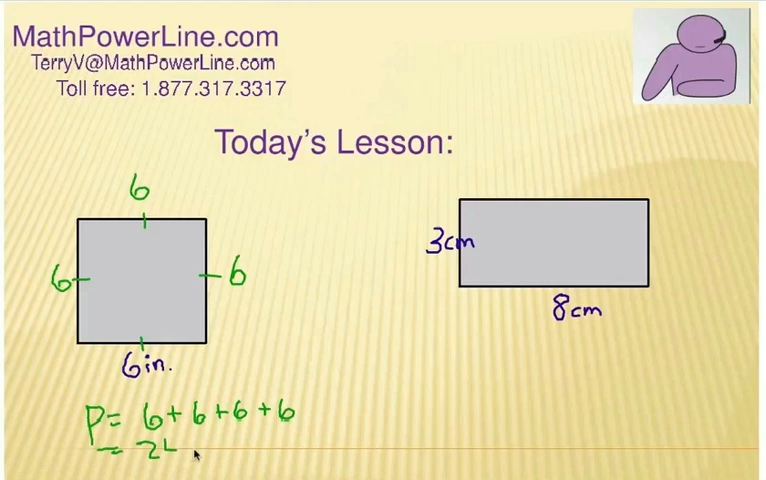 MathPowerLine.com
TerryV@MathPowerLine.com
Toll free: 1.877.317.3317
Today's Lesson:
6
6
6
6in.
3cm
8cm
P= 6+6+6+6
= 24